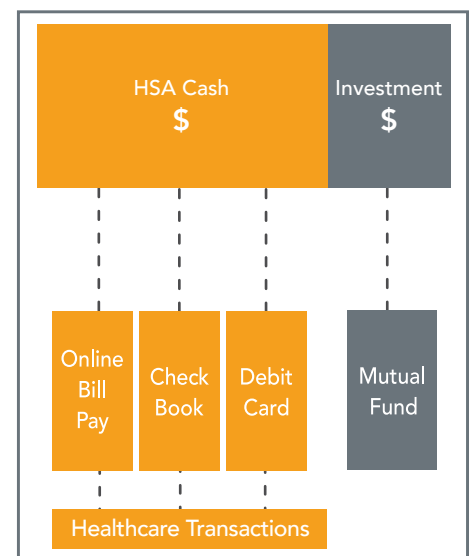 HSA Cash
$
Investment
$
Online
Bill
Pay
Check
Book
Debit
Card
Mutual
Fund
Healthcare Transactions